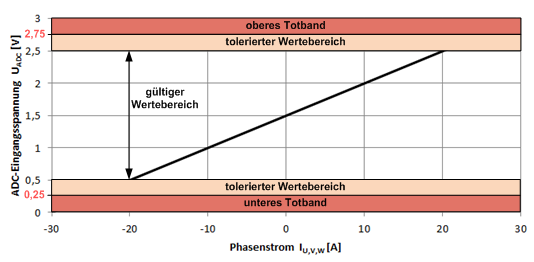 3
oberes Totband
2,75
tolerierter Wertebereich
2,5
gültiger
Wertebereich
2
1,5
1
0,5
tolerierter Wertebereich
0,25
unteres Totband
0
ADC-Eingangsspannung U_ADC [V]
-30 -20 -10 0 10 20 30
Phasenstrom I_U,V,W [A]